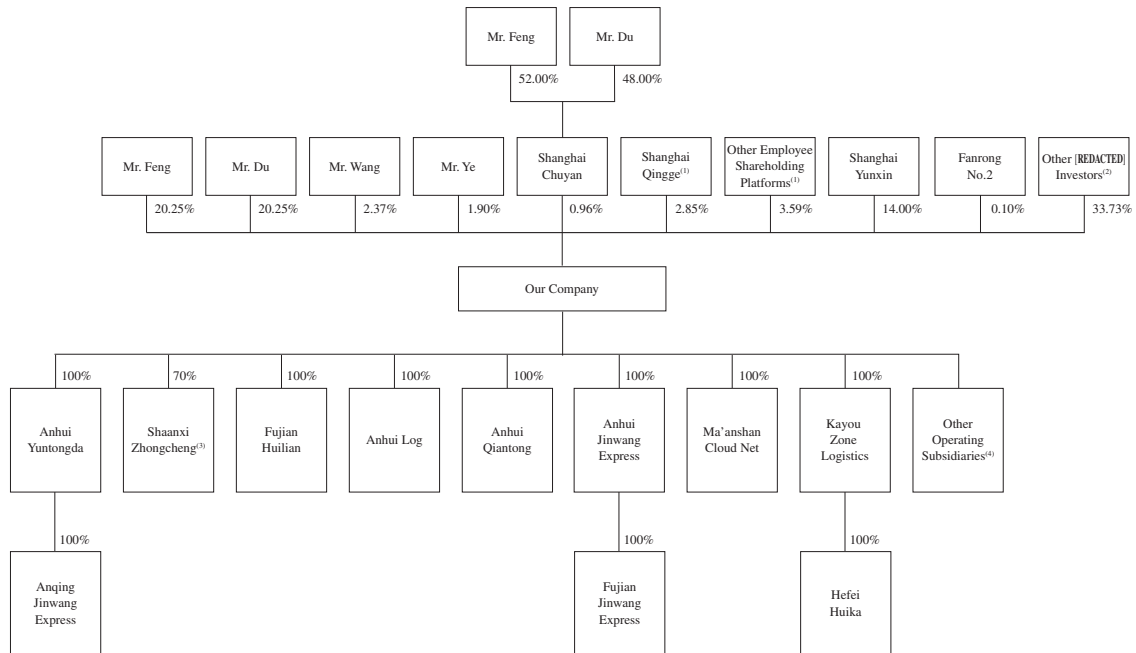 Mr. Feng
Mr. Du
52.00%
48.00%
Mr. Feng
Mr. Du
Mr. Wang
Mr. Ye
Shanghai
Chuyan
Shanghai
Qingge(1)
Other Employee
Shareholding
Platforms(1)
Shanghai
Yunxin
Fanrong
No.2
Other [REDACTED]
Investors(2)
20.25%
20.25%
2.37%
1.90%
0.96%
2.85%
3.59%
14.00%
0.10%
33.73%
Our Company
100%
70%
100%
100%
100%
100%
100%
100%
Anhui
Yuntongda
Shaanxi
Zhongcheng(3)
Fujian
Huilian
Anhui Log
Anhui
Qiantong
Anhui
Jinwang
Express
Ma'anshan
Cloud Net
Kayou
Zone
Logistics
Other
Operating
Subsidiaries(4)
100%
100%
100%
Anqing
Jinwang
Express
Fujian
Jinwang
Express
Hefei
Huika